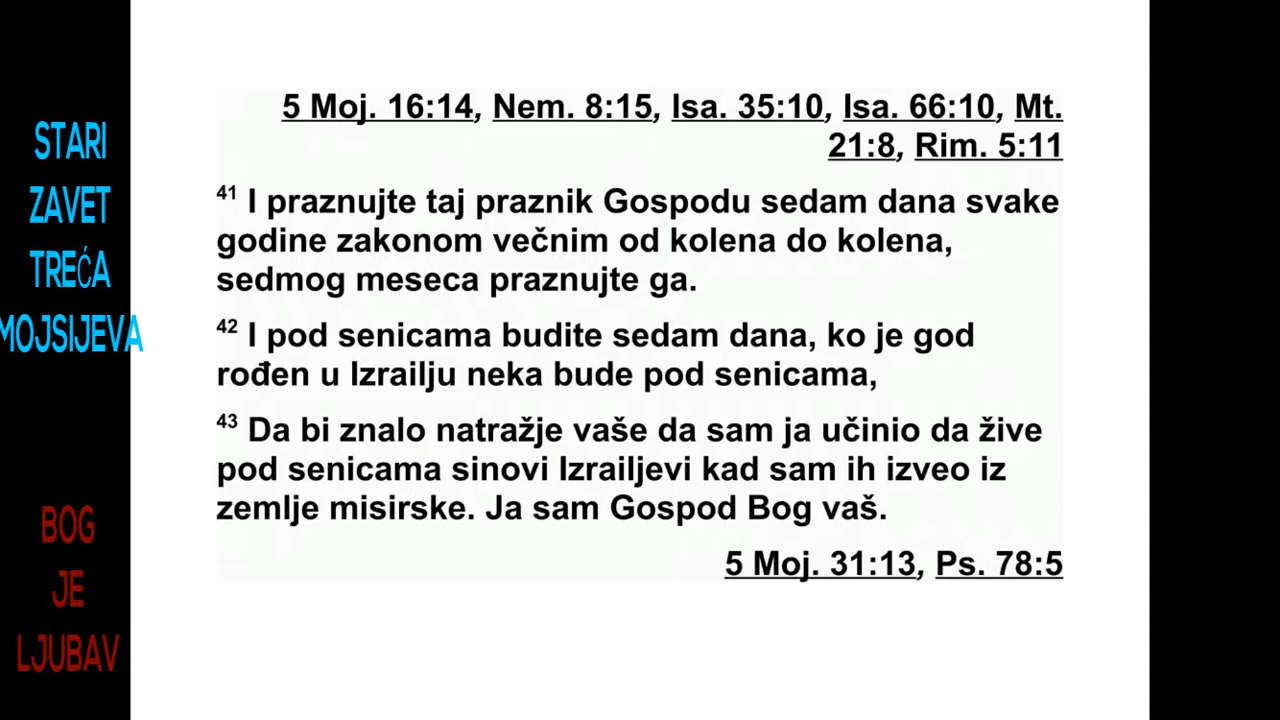 STARI
ZAVET
TREĆA
MOJSIJEVA
BOG
JE
LJUBAV
5 Moj. 16:14, Nem. 8:15, Isa. 35:10, Isa. 66:10, Mt.
21:8, Rim. 5:11
41 I praznujte taj praznik Gospodu sedam dana svake
godine zakonom večnim od kolena do kolena,
sedmog meseca praznujte ga.
42 I pod senicama budite sedam dana, ko je god
rođen u Izrailju neka bude pod senicama,
43 Da bi znalo natražje vaše da sam ja učinio da žive
pod senicama sinovi Izrailjevi kad sam ih izveo iz
zemlje misirske. Ja sam Gospod Bog vaš.
5 Moj. 31:13, Ps. 78:5